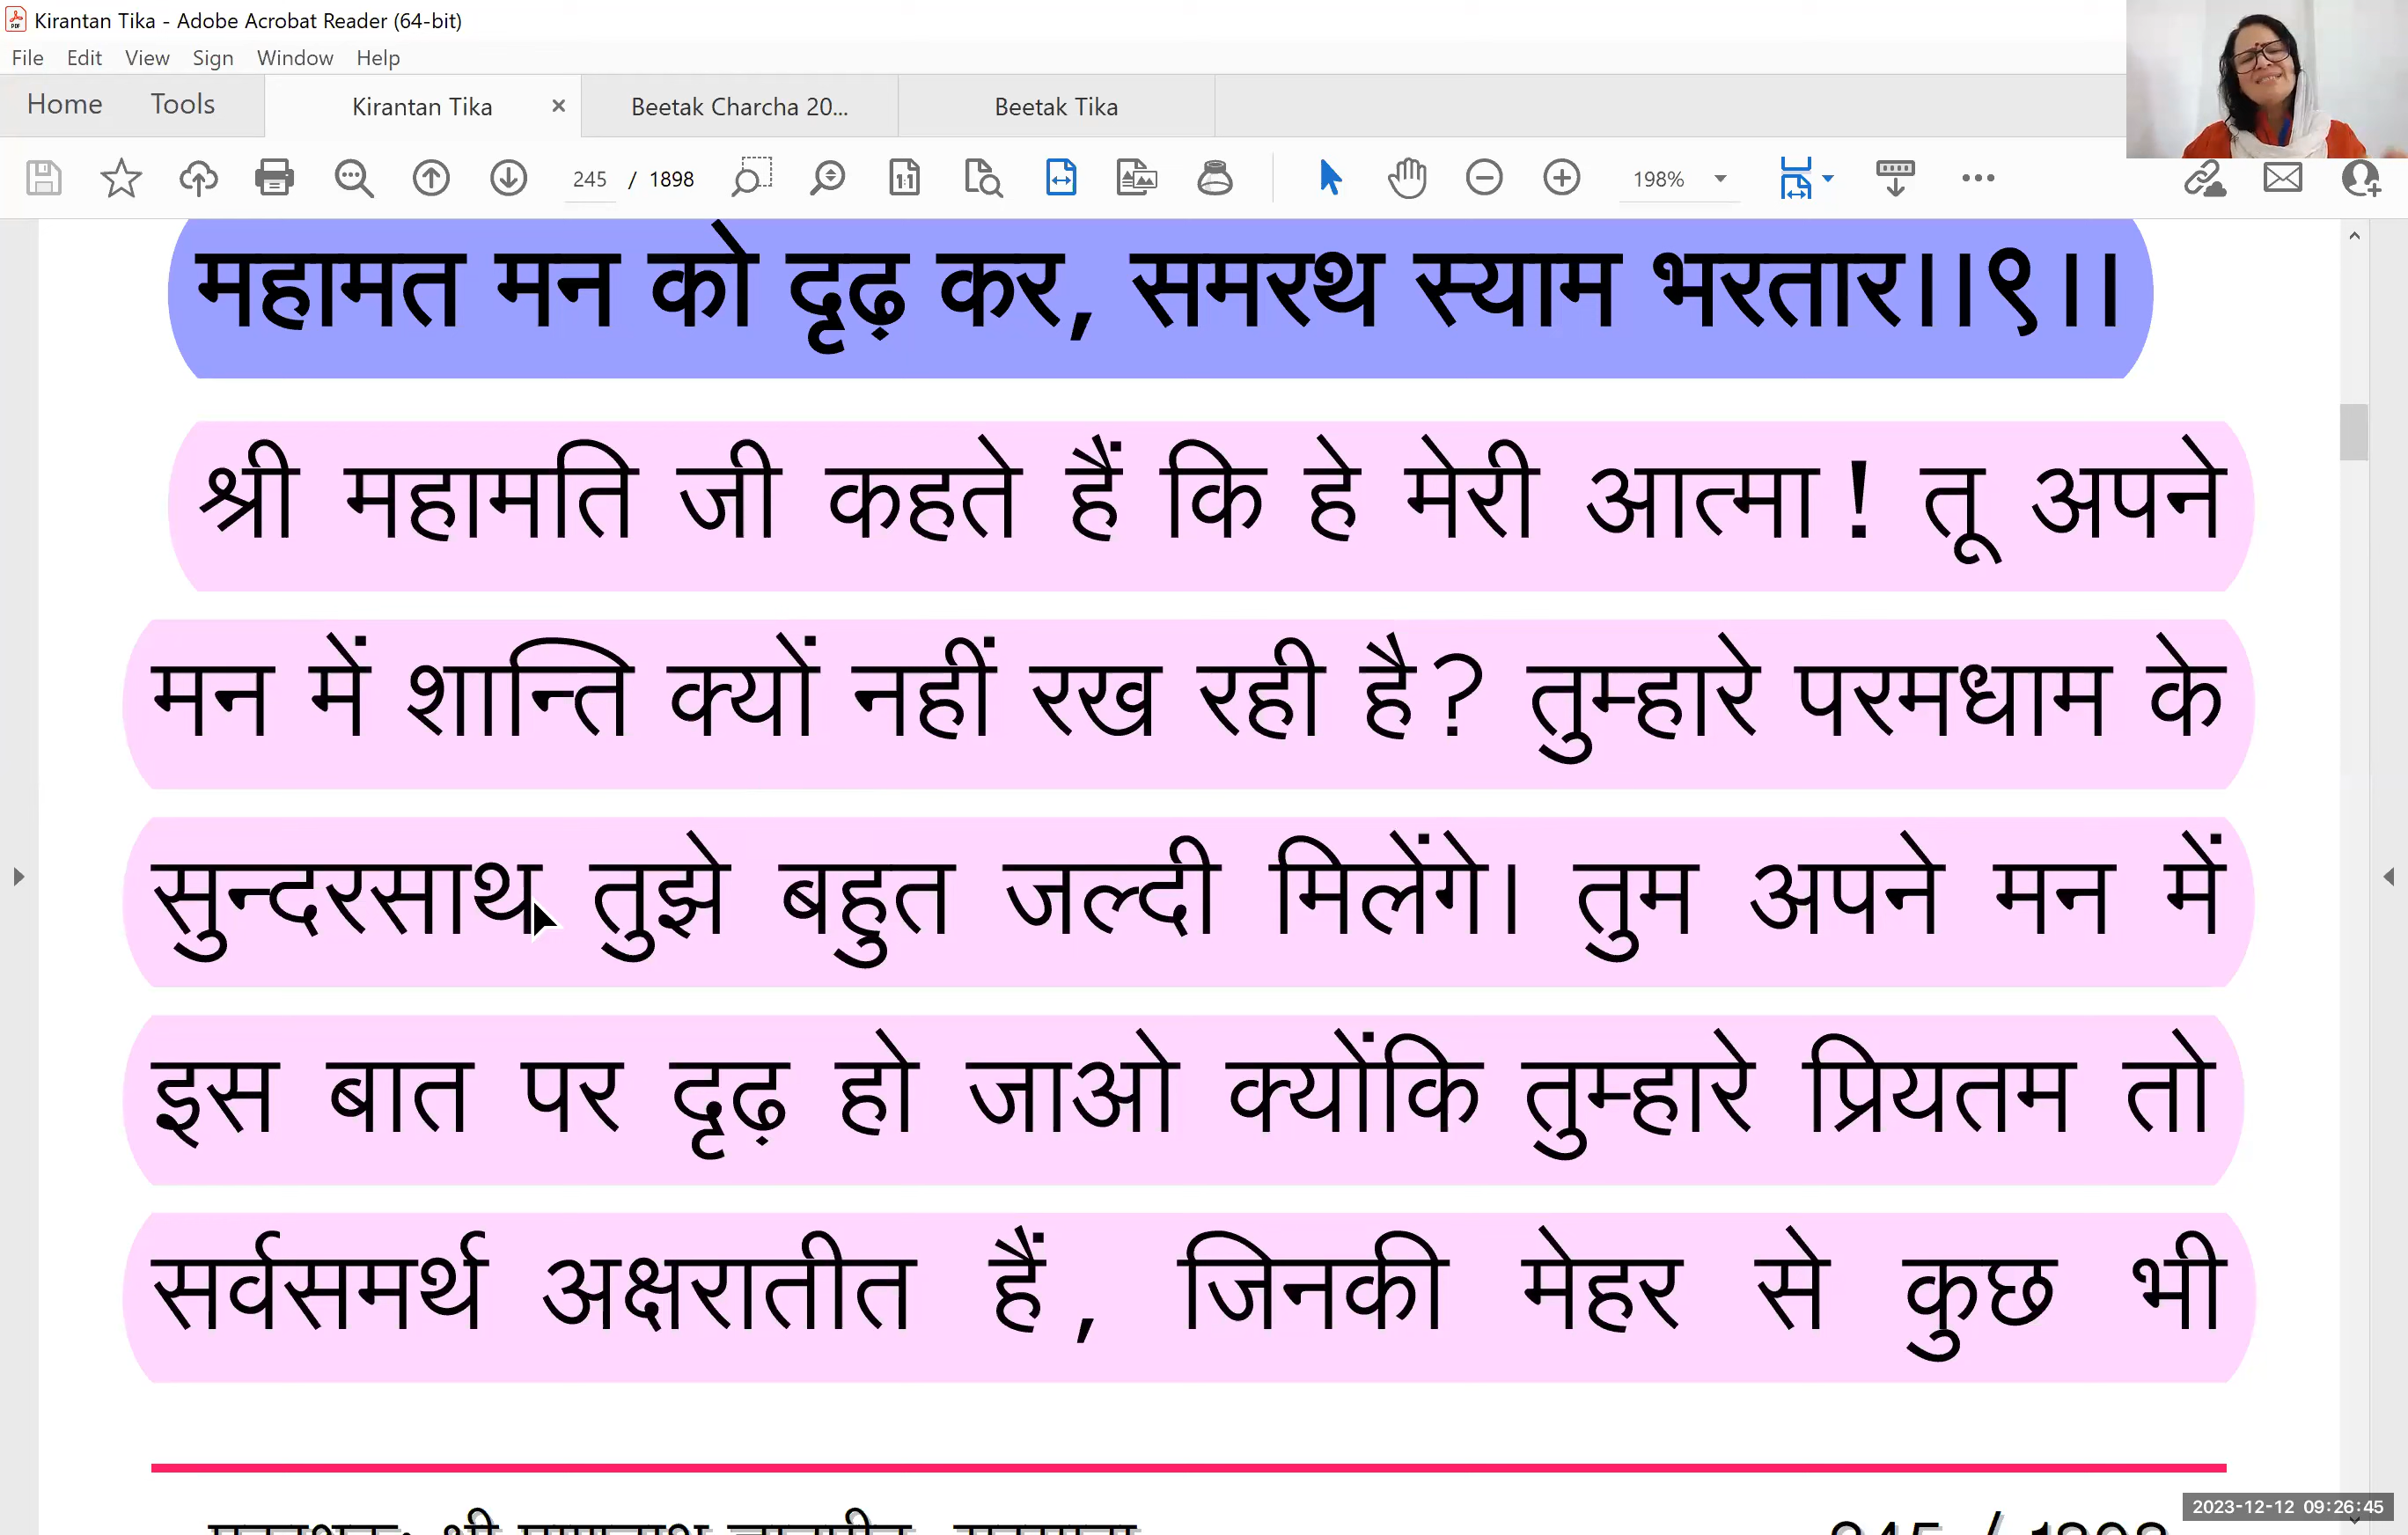 Kirantan Tika - Adobe Acrobat Reader (64-bit)
File Edit View Sign Window Help
Home Tools Kirantan Tika Beetak Charcha 20... Beetak Tika
245 / 1898 198%
महामत मन को दृढ़ कर, समरथ स्याम भरतार।।९।।
श्री महामति जी कहते हैं कि हे मेरी आत्मा! तू अपने
मन में शान्ति क्यों नहीं रख रही है? तुम्हारे परमधाम के
सुन्दरसाथ तुझे बहुत जल्दी मिलेंगे। तुम अपने मन में
इस बात पर दृढ़ हो जाओ क्योंकि तुम्हारे प्रियतम तो
सर्वसमर्थ अक्षरातीत हैं, जिनकी मेहर से कुछ भी
श्री 245 / 1898
2023-12-12 09:26:45